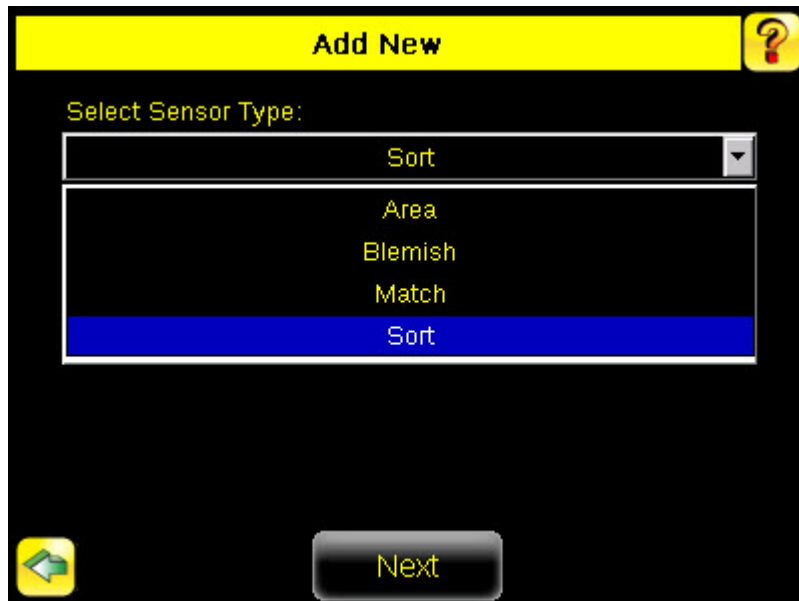 Add New
?
Select Sensor Type:
Sort
Area
Blemish
Match
Sort
Next